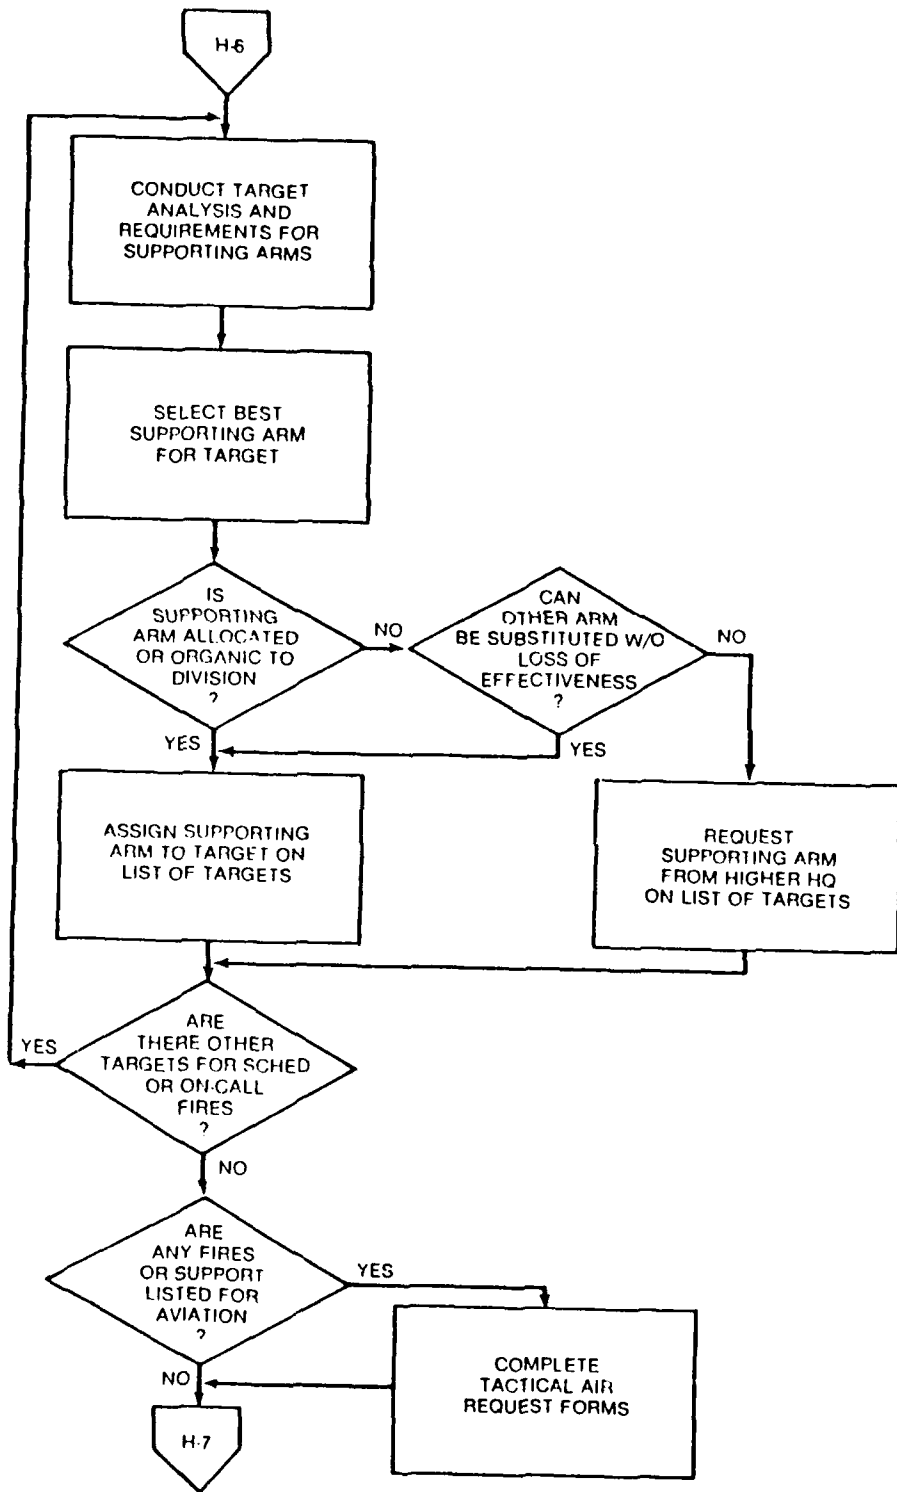 H-6
CONDUCT TARGET
ANALYSIS AND
REQUIREMENTS FOR
SUPPORTING ARMS
SELECT BEST
SUPPORTING ARM
FOR TARGET
IS
SUPPORTING
ARM ALLOCATED
OR ORGANIC TO
DIVISION
?
NO
CAN
OTHER ARM
BE SUBSTITUTED W/O
LOSS OF
EFFECTIVENESS
?
NO
YES
YES
ASSIGN SUPPORTING
ARM TO TARGET ON
LIST OF TARGETS
REQUEST
SUPPORTING ARM
FROM HIGHER HQ
ON LIST OF TARGETS
YES
ARE
THERE OTHER
TARGETS FOR SCHED
OR ON-CALL
FIRES
?
NO
ARE
ANY FIRES
OR SUPPORT
LISTED FOR
AVIATION
?
YES
NO
COMPLETE
TACTICAL AIR
REQUEST FORMS
H-7